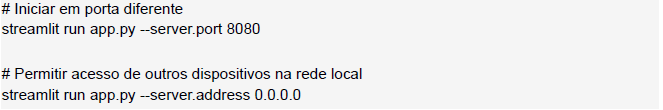 # Iniciar em porta diferente
streamlit run app.py --server.port 8080
# Permitir acesso de outros dispositivos na rede local
streamlit run app.py --server.address 0.0.0.0